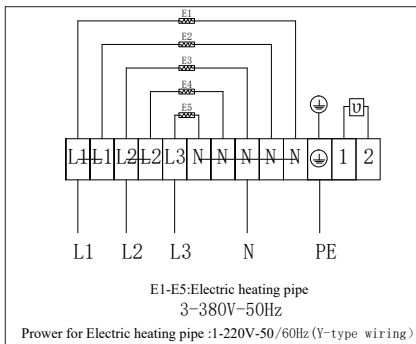 E1
E2
E3
E4
E5
L1 L1 L2 L2 L3 N N N N N 1 2
υ
L1 L2 L3 N PE
E1-E5:Electric heating pipe
3-380V-50Hz
Prower for Electric heating pipe :1-220V-50/60Hz(Y-type wiring)